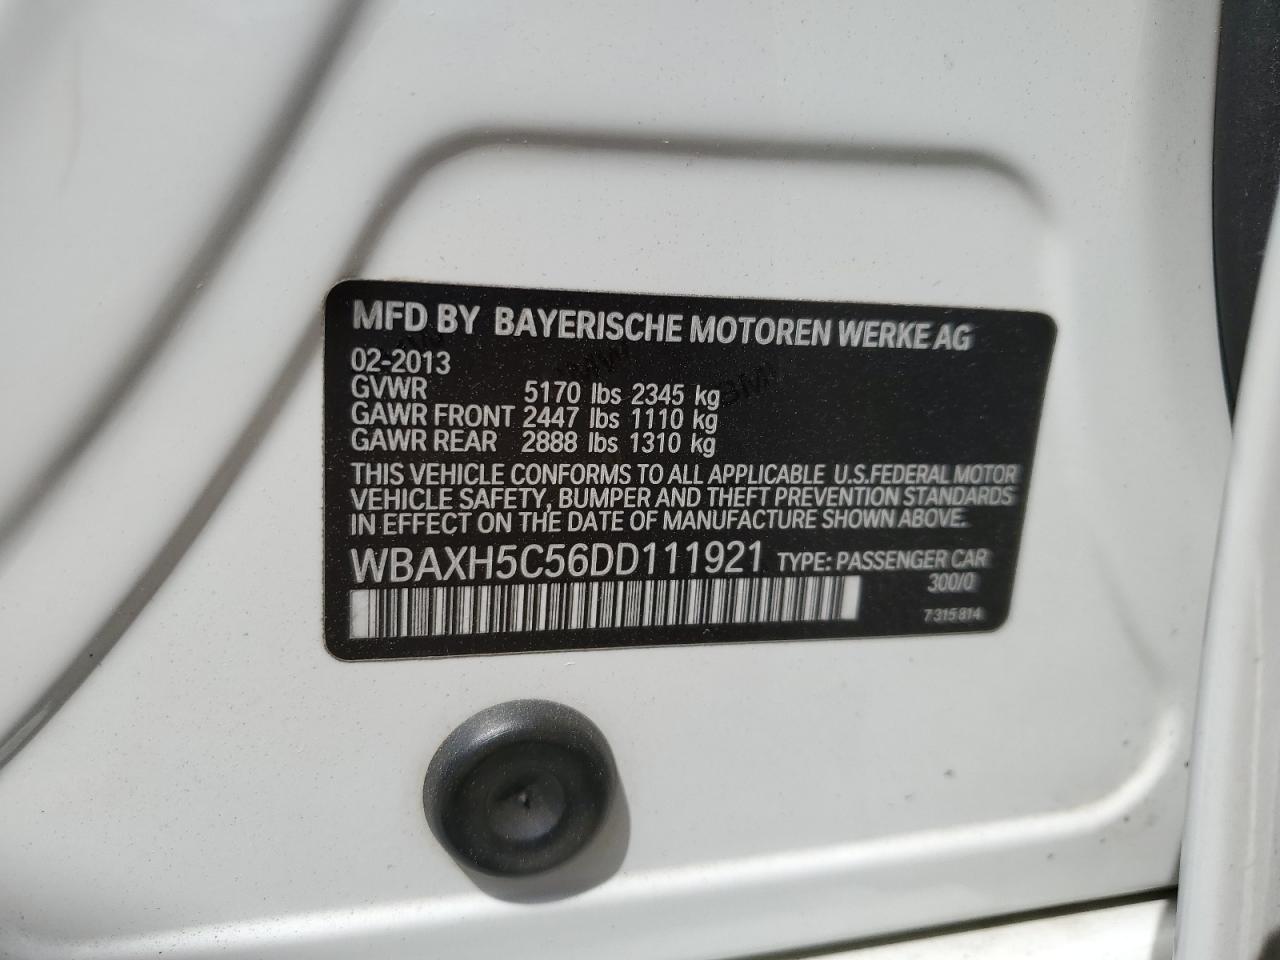 MFD BY BAYERISCHE MOTOREN WERKE AG
02-2013
GVWR 5170 lbs 2345 kg
GAWR FRONT 2447 lbs 1110 kg
GAWR REAR 2888 lbs 1310 kg
THIS VEHICLE CONFORMS TO ALL APPLICABLE U.S.FEDERAL MOTOR
VEHICLE SAFETY, BUMPER AND THEFT PREVENTION STANDARDS
IN EFFECT ON THE DATE OF MANUFACTURE SHOWN ABOVE.
WBAXH5C56DD111921 TYPE: PASSENGER CAR
300/0
7 315 814